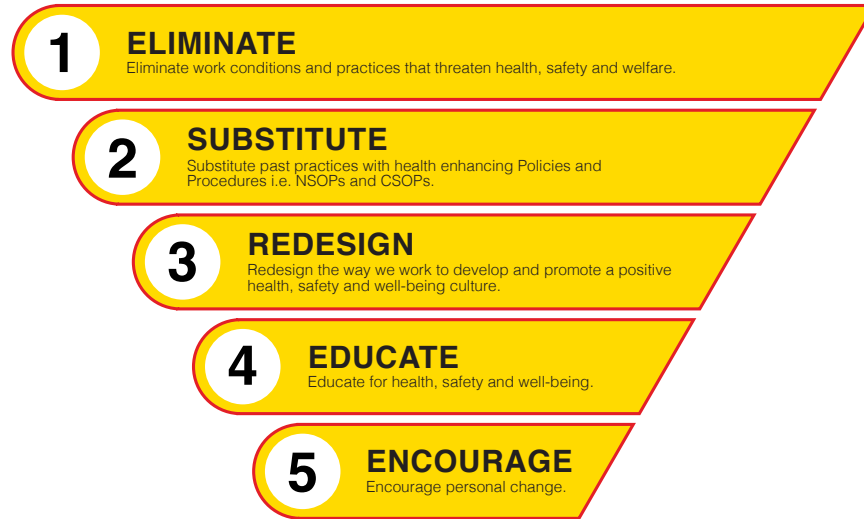 1
ELIMINATE
Eliminate work conditions and practices that threaten health, safety and welfare.
2
SUBSTITUTE
Substitute past practices with health enhancing Policies and
Procedures i.e. NSOPs and CSOPs.
3
REDESIGN
Redesign the way we work to develop and promote a positive
health, safety and well-being culture.
4
EDUCATE
Educate for health, safety and well-being.
5
ENCOURAGE
Encourage personal change.